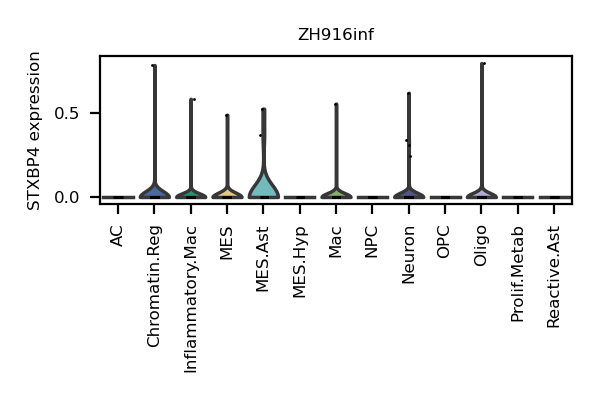 ZH916inf
STXBP4 expression
0.5
0.0
AC
Chromatin.Reg
Inflammatory.Mac
MES
MES.Ast
MES.Hyp
Mac
NPC
Neuron
OPC
Oligo
Prolif.Metab
Reactive.Ast